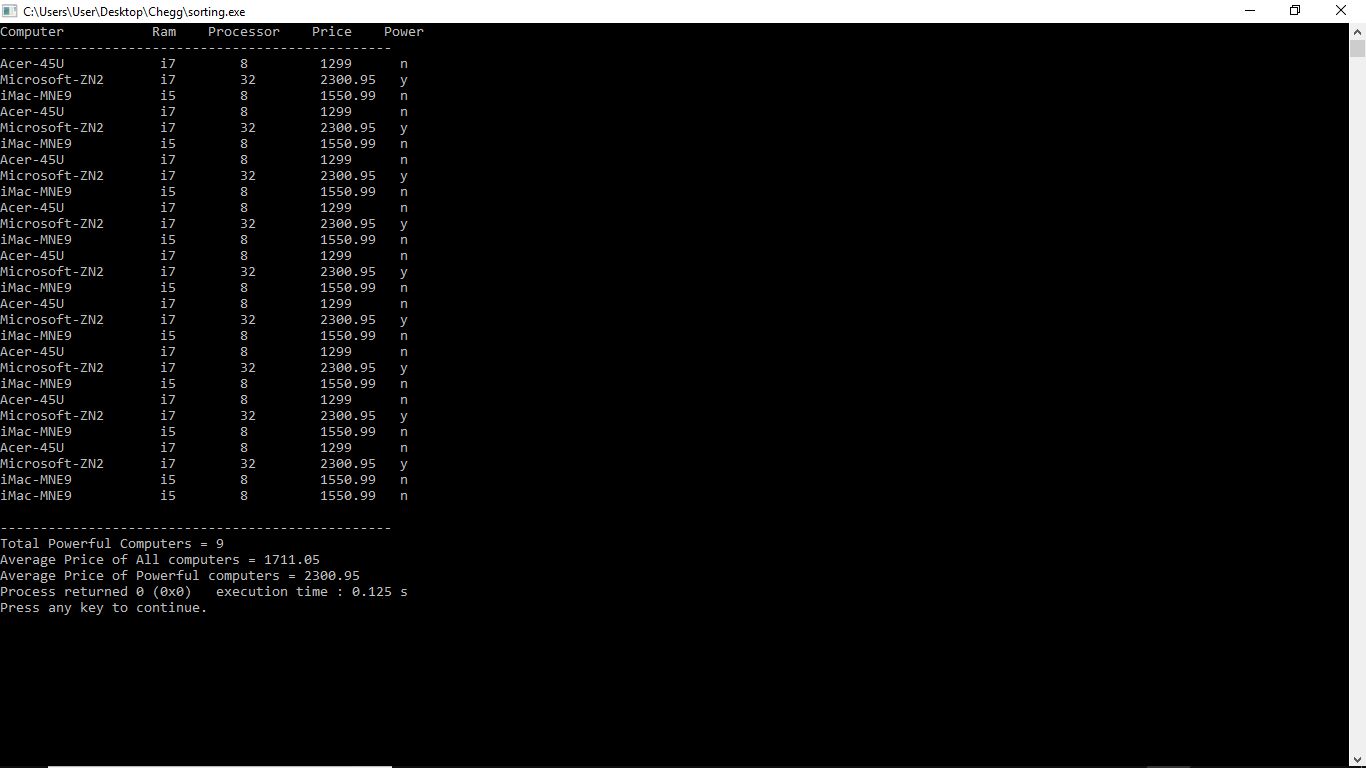 C:\Users\User\Desktop\Chegg\sorting.exe
Computer           Ram    Processor    Price    Power
-------------------------------------------------
Acer-45U            i7        8         1299      n
Microsoft-ZN2       i7        32        2300.95   y
iMac-MNE9           i5        8         1550.99   n
Acer-45U            i7        8         1299      n
Microsoft-ZN2       i7        32        2300.95   y
iMac-MNE9           i5        8         1550.99   n
Acer-45U            i7        8         1299      n
Microsoft-ZN2       i7        32        2300.95   y
iMac-MNE9           i5        8         1550.99   n
Acer-45U            i7        8         1299      n
Microsoft-ZN2       i7        32        2300.95   y
iMac-MNE9           i5        8         1550.99   n
Acer-45U            i7        8         1299      n
Microsoft-ZN2       i7        32        2300.95   y
iMac-MNE9           i5        8         1550.99   n
Acer-45U            i7        8         1299      n
Microsoft-ZN2       i7        32        2300.95   y
iMac-MNE9           i5        8         1550.99   n
Acer-45U            i7        8         1299      n
Microsoft-ZN2       i7        32        2300.95   y
iMac-MNE9           i5        8         1550.99   n
Acer-45U            i7        8         1299      n
Microsoft-ZN2       i7        32        2300.95   y
iMac-MNE9           i5        8         1550.99   n
Acer-45U            i7        8         1299      n
Microsoft-ZN2       i7        32        2300.95   y
iMac-MNE9           i5        8         1550.99   n
iMac-MNE9           i5        8         1550.99   n
-------------------------------------------------
Total Powerful Computers = 9
Average Price of All computers = 1711.05
Average Price of Powerful computers = 2300.95
Process returned 0 (0x0)   execution time : 0.125 s
Press any key to continue.